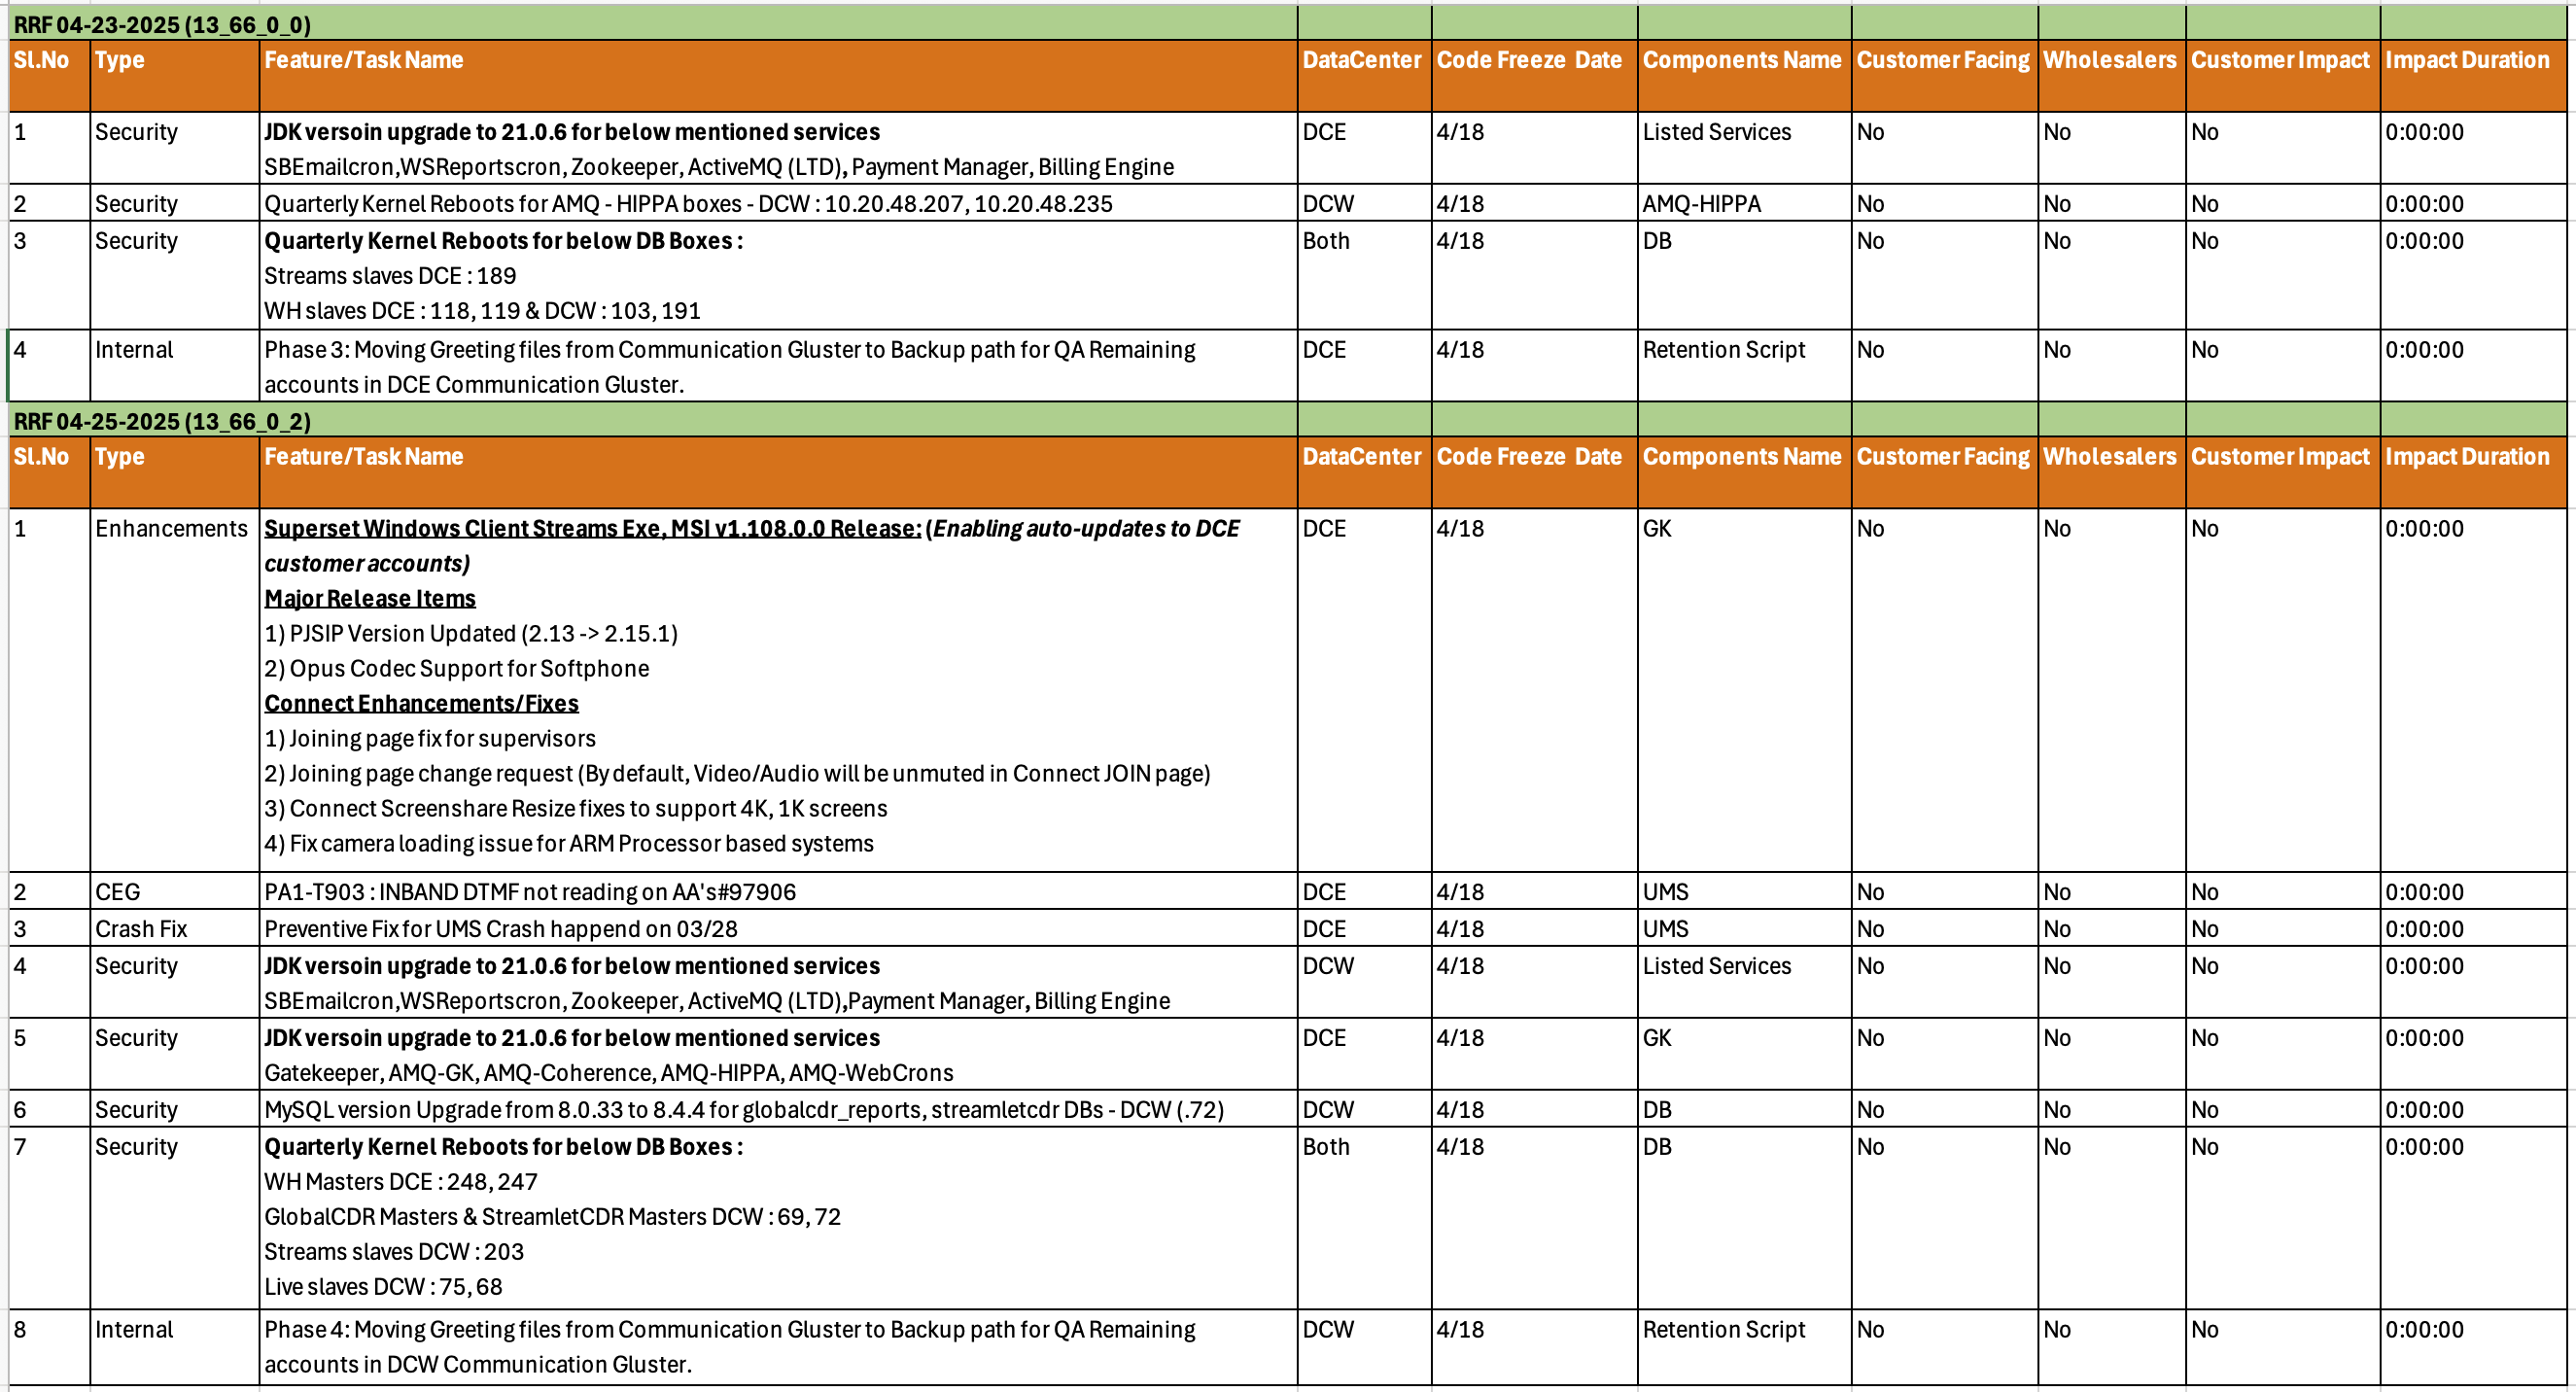 RRF 04-23-2025 (13_66_0_0)
Sl.No Type Feature/Task Name DataCenter Code Freeze Date Components Name Customer Facing Wholesalers Customer Impact Impact Duration
1 Security JDK versoin upgrade to 21.0.6 for below mentioned services DCE 4/18 Listed Services No No No 0:00:00
SBEmailcron,WSReportscron, Zookeeper, ActiveMQ (LTD), Payment Manager, Billing Engine
2 Security Quarterly Kernel Reboots for AMQ - HIPPA boxes - DCW : 10.20.48.207, 10.20.48.235 DCW 4/18 AMQ-HIPPA No No No 0:00:00
3 Security Quarterly Kernel Reboots for below DB Boxes : Both 4/18 DB No No No 0:00:00
Streams slaves DCE : 189
WH slaves DCE : 118, 119 & DCW : 103, 191
4 Internal Phase 3: Moving Greeting files from Communication Gluster to Backup path for QA Remaining DCE 4/18 Retention Script No No No 0:00:00
accounts in DCE Communication Gluster.
RRF 04-25-2025 (13_66_0_2)
Sl.No Type Feature/Task Name DataCenter Code Freeze Date Components Name Customer Facing Wholesalers Customer Impact Impact Duration
1 Enhancements Superset Windows Client Streams Exe, MSI v1.108.0.0 Release: (Enabling auto-updates to DCE DCE 4/18 GK No No No 0:00:00
customer accounts)
Major Release Items
1) PJSIP Version Updated (2.13 -> 2.15.1)
2) Opus Codec Support for Softphone
Connect Enhancements/Fixes
1) Joining page fix for supervisors
2) Joining page change request (By default, Video/Audio will be unmuted in Connect JOIN page)
3) Connect Screenshare Resize fixes to support 4K, 1K screens
4) Fix camera loading issue for ARM Processor based systems
2 CEG PA1-T903 : INBAND DTMF not reading on AA's#97906 DCE 4/18 UMS No No No 0:00:00
3 Crash Fix Preventive Fix for UMS Crash happend on 03/28 DCE 4/18 UMS No No No 0:00:00
4 Security JDK versoin upgrade to 21.0.6 for below mentioned services DCW 4/18 Listed Services No No No 0:00:00
SBEmailcron,WSReportscron, Zookeeper, ActiveMQ (LTD),Payment Manager, Billing Engine
5 Security JDK versoin upgrade to 21.0.6 for below mentioned services DCE 4/18 GK No No No 0:00:00
Gatekeeper, AMQ-GK, AMQ-Coherence, AMQ-HIPPA, AMQ-WebCrons
6 Security MySQL version Upgrade from 8.0.33 to 8.4.4 for globalcdr_reports, streamletcdr DBs - DCW (.72) DCW 4/18 DB No No No 0:00:00
7 Security Quarterly Kernel Reboots for below DB Boxes : Both 4/18 DB No No No 0:00:00
WH Masters DCE : 248, 247
GlobalCDR Masters & StreamletCDR Masters DCW : 69, 72
Streams slaves DCW : 203
Live slaves DCW : 75, 68
8 Internal Phase 4: Moving Greeting files from Communication Gluster to Backup path for QA Remaining DCW 4/18 Retention Script No No No 0:00:00
accounts in DCW Communication Gluster.